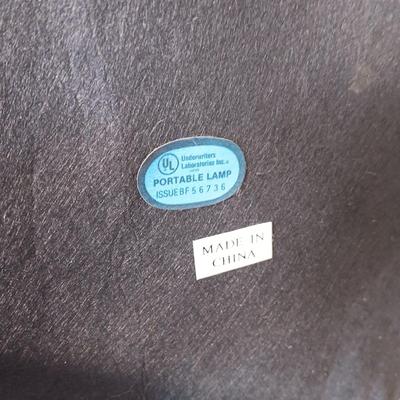 UL
Underwriters
Laboratories Inc.®
PORTABLE LAMP
ISSUE BF 56736
MADE IN
CHINA